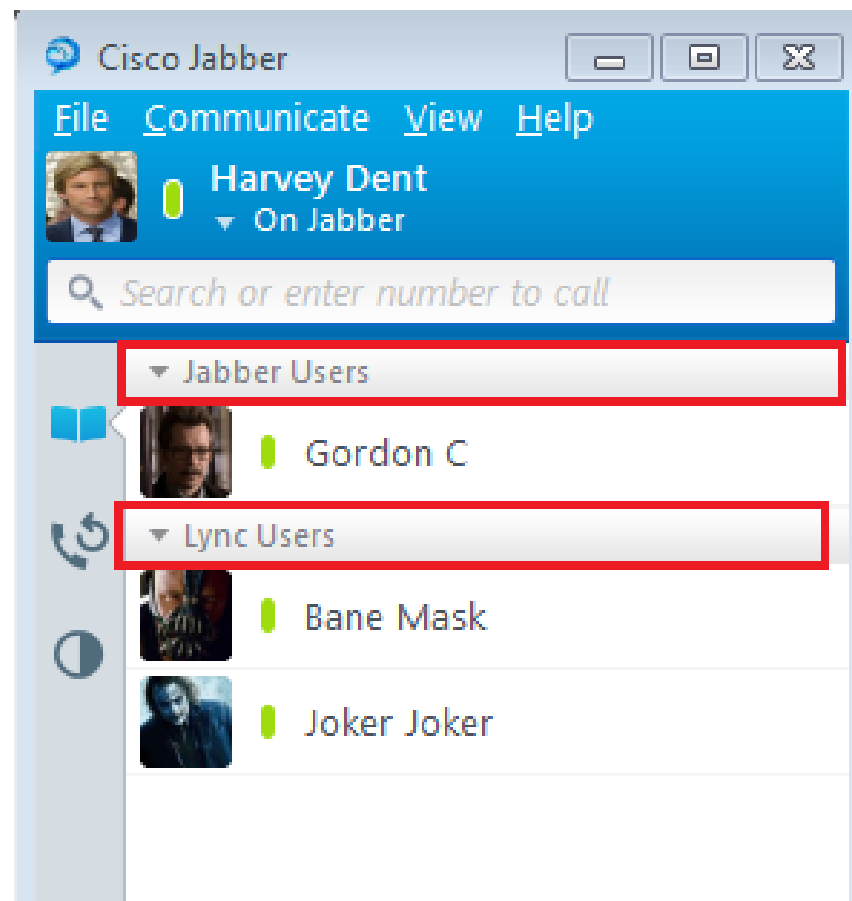 Cisco Jabber
File Communicate View Help
Harvey Dent
On Jabber
Search or enter number to call
Jabber Users
Gordon C
Lync Users
Bane Mask
Joker Joker